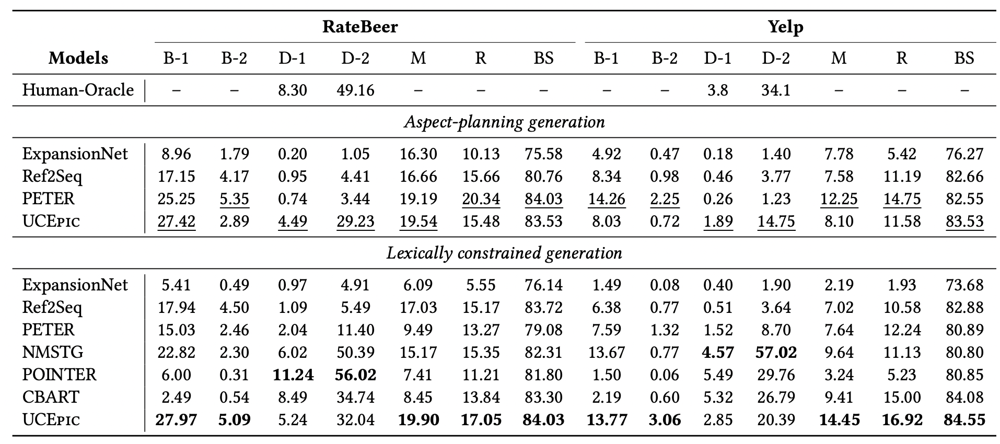 RateBeer Yelp
Models B-1 B-2 D-1 D-2 M R BS B-1 B-2 D-1 D-2 M R BS
Human-Oracle – – 8.30 49.16 – – – – – 3.8 34.1 – – –
Aspect-planning generation
ExpansionNet 8.96 1.79 0.20 1.05 16.30 10.13 75.58 4.92 0.47 0.18 1.40 7.78 5.42 76.27
Ref2Seq 17.15 4.17 0.95 4.41 16.66 15.66 80.76 8.34 0.98 0.46 3.77 7.58 11.19 82.66
PETER 25.25 5.35 0.74 3.44 19.19 20.34 84.03 14.26 2.25 0.26 1.23 12.25 14.75 82.55
UCEpic 27.42 2.89 4.49 29.23 19.54 15.48 83.53 8.03 0.72 1.89 14.75 8.10 11.58 83.53
Lexically constrained generation
ExpansionNet 5.41 0.49 0.97 4.91 6.09 5.55 76.14 1.49 0.08 0.40 1.90 2.19 1.93 73.68
Ref2Seq 17.94 4.50 1.09 5.49 17.03 15.17 83.72 6.38 0.77 0.51 3.64 7.02 10.58 82.88
PETER 15.03 2.46 2.04 11.40 9.49 13.27 79.08 7.59 1.32 1.52 8.70 7.64 12.24 80.89
NMSTG 22.82 2.30 6.02 50.39 15.17 15.35 82.31 13.67 0.77 4.57 57.02 9.64 11.13 80.80
POINTER 6.00 0.31 11.24 56.02 7.41 11.21 81.80 1.50 0.06 5.49 29.76 3.24 5.23 80.85
CBART 2.49 0.54 8.49 34.74 8.45 13.84 83.30 2.19 0.60 5.32 26.79 9.41 15.00 84.08
UCEpic 27.97 5.09 5.24 32.04 19.90 17.05 84.03 13.77 3.06 2.85 20.39 14.45 16.92 84.55